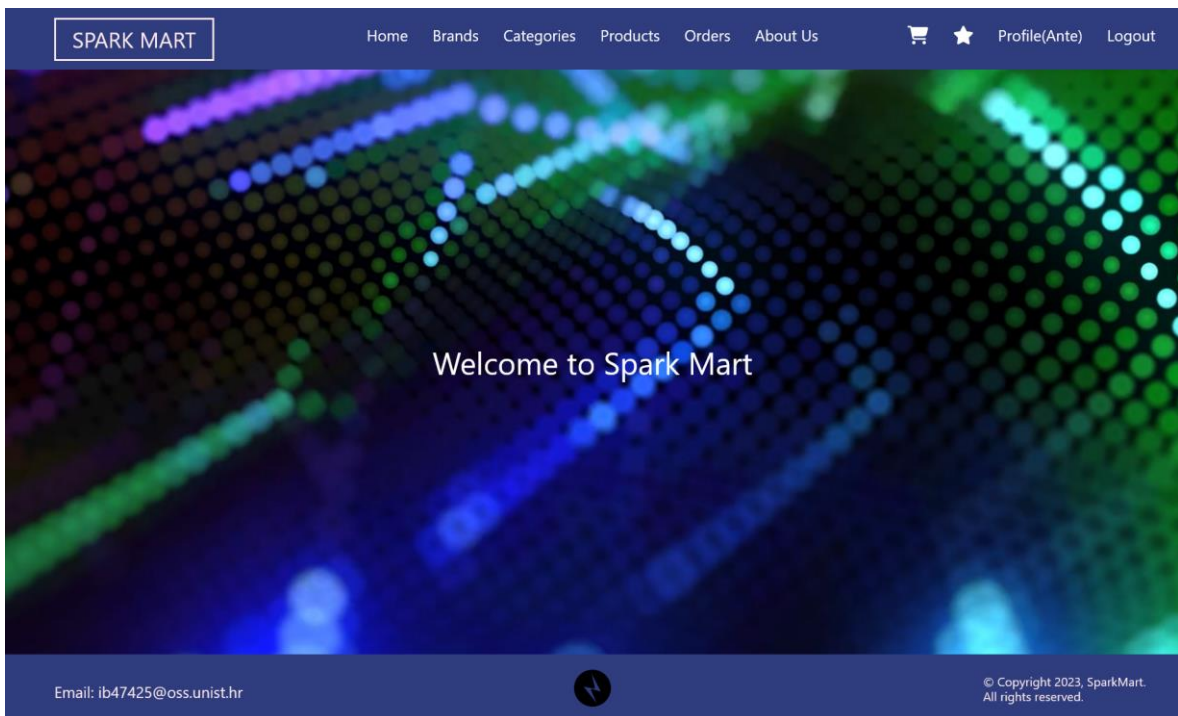 SPARK MART
Home Brands Categories Products Orders About Us Profile(Ante) Logout
Welcome to Spark Mart
Email: ib47425@oss.unist.hr
© Copyright 2023, SparkMart.
All rights reserved.